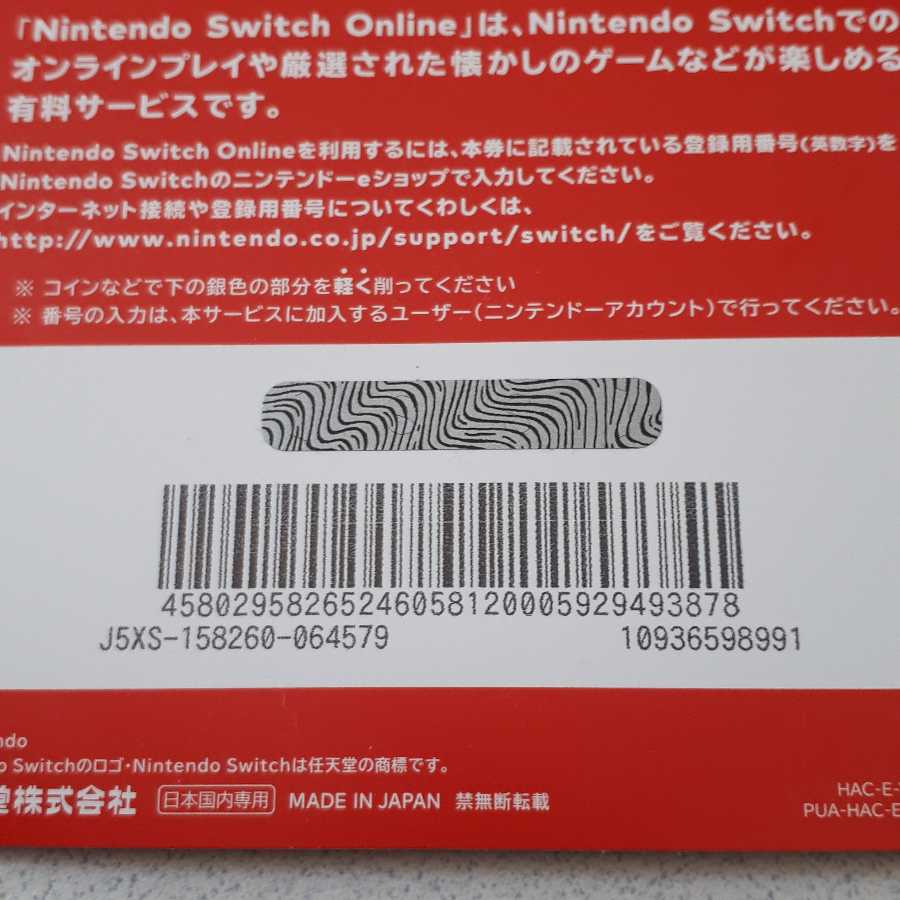 「Nintendo Switch Online」は、Nintendo Switchでの
オンラインプレイや厳選された懐かしのゲームなどが楽しめる
有料サービスです。
Nintendo Switch Onlineを利用するには、本券に記載されている登録用番号(英数字)を
Nintendo Switchのニンテンドーeショップで入力してください。
インターネット接続や登録用番号についてくわしくは、
http://www.nintendo.co.jp/support/switch/をご覧ください。
※ コインなどで下の銀色の部分を軽く削ってください
※ 番号の入力は、本サービスに加入するユーザー(ニンテンドーアカウント)で行ってください。
45802958265246058120005929493878
J5XS-158260-064579 10936598991
ndo
o Switchのロゴ・Nintendo Switchは任天堂の商標です。
堂株式会社 日本国内専用 MADE IN JAPAN 禁無断転載
HAC-E-
PUA-HAC-E